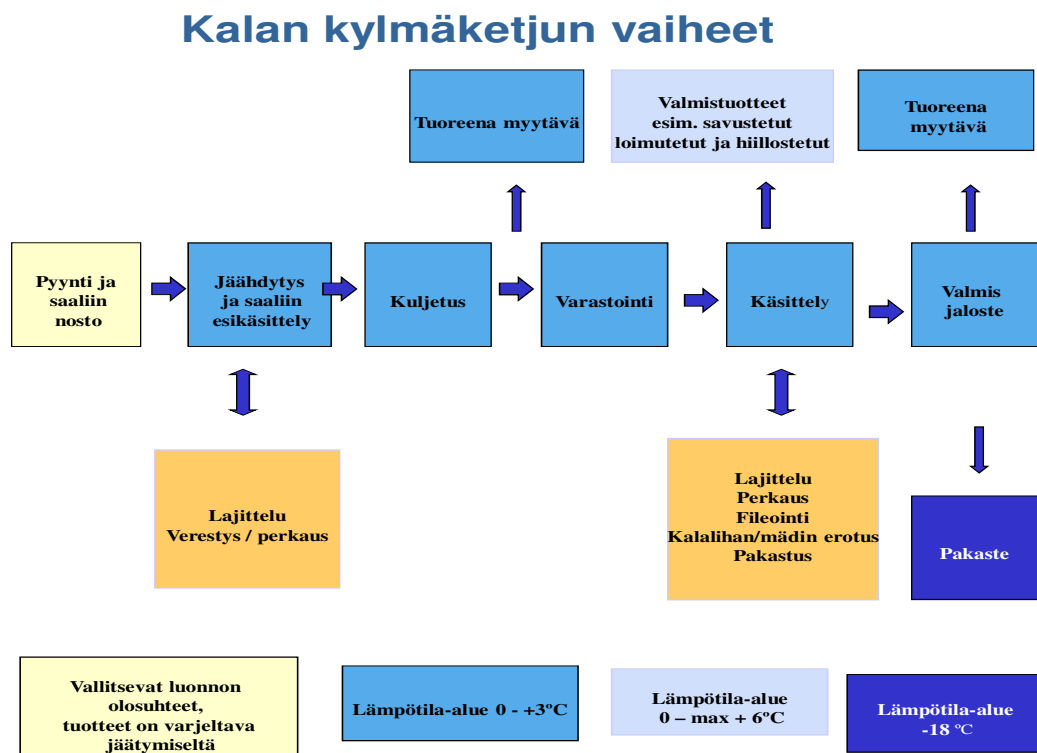 Kalan kylmäketjun vaiheet
Tuoreena myytävä
Valmistuotteet
esim. savustetut
loimutetut ja hiillostetut
Tuoreena
myytävä
Pyynti ja
saaliin
nosto
Jäähdytys
ja saaliin
esikäsittely
Kuljetus
Varastointi
Käsittely
Valmis
jaloste
Lajittelu
Verestys / perkaus
Lajittelu
Perkaus
Fileointi
Kalalihan/mädin erotus
Pakastus
Pakaste
Vallitsevat luonnon
olosuhteet,
tuotteet on varjeltava
jäätymiseltä
Lämpötila-alue 0 - +3ºC
Lämpötila-alue
0 – max + 6ºC
Lämpötila-alue
-18 ºC